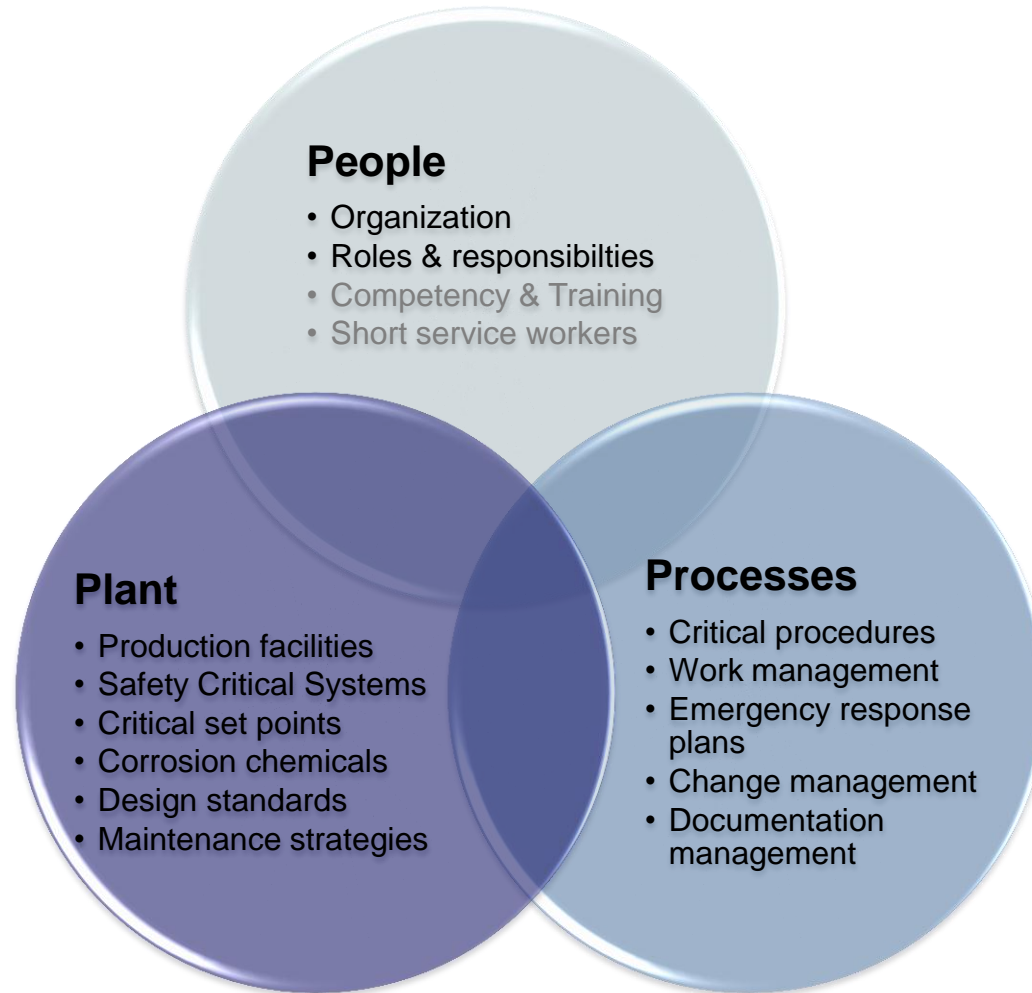 People
• Organization
• Roles & responsibilties
• Competency & Training
• Short service workers
Plant
• Production facilities
• Safety Critical Systems
• Critical set points
• Corrosion chemicals
• Design standards
• Maintenance strategies
Processes
• Critical procedures
• Work management
• Emergency response
plans
• Change management
• Documentation
management